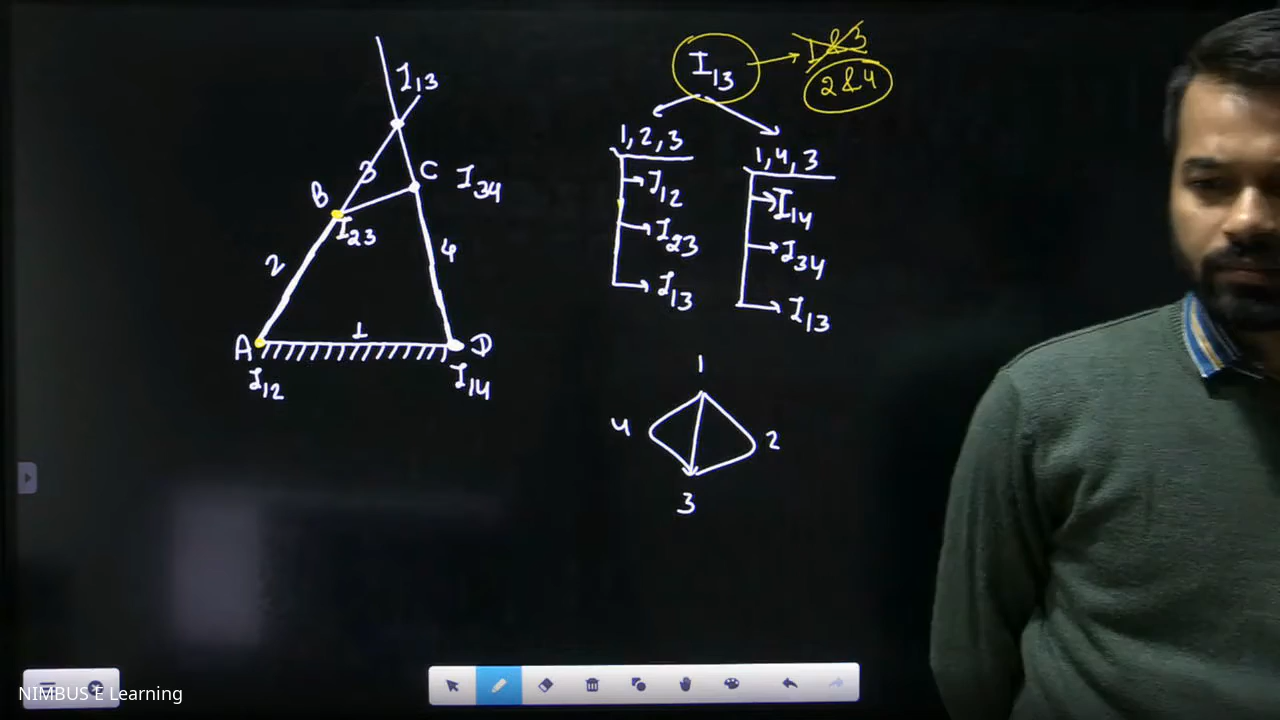 I13
B
3
C
I34
I23
2
4
A
1
D
I12
I14
I13
1 & 3
2 & 4
1, 2, 3
I12
I23
I13
1, 4, 3
I14
I34
I13
1
4
2
3
NIMBUS E Learning